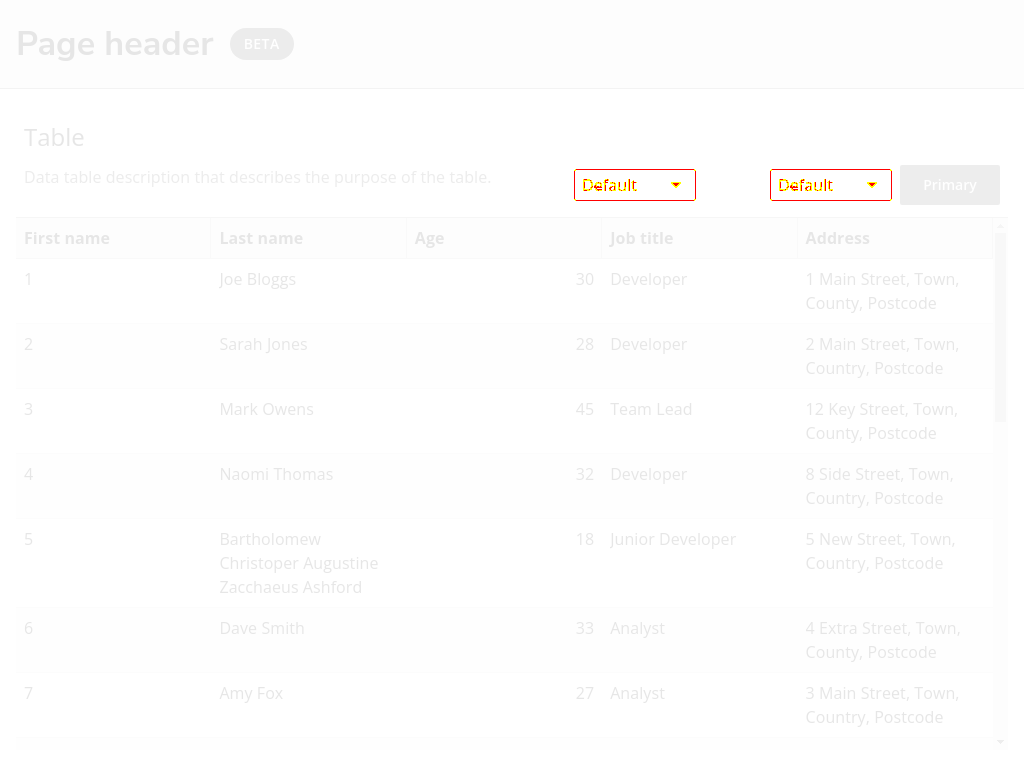 Page header BETA
Table
Data table description that describes the purpose of the table. Default Default Primary
First name Last name Age Job title Address
1 Joe Bloggs 30 Developer 1 Main Street, Town,
County, Postcode
2 Sarah Jones 28 Developer 2 Main Street, Town,
Country, Postcode
3 Mark Owens 45 Team Lead 12 Key Street, Town,
County, Postcode
4 Naomi Thomas 32 Developer 8 Side Street, Town,
Country, Postcode
5 Bartholomew 18 Junior Developer 5 New Street, Town,
Christoper Augustine Country, Postcode
Zacchaeus Ashford
6 Dave Smith 33 Analyst 4 Extra Street, Town,
County, Postcode
7 Amy Fox 27 Analyst 3 Main Street, Town,
Country, Postcode